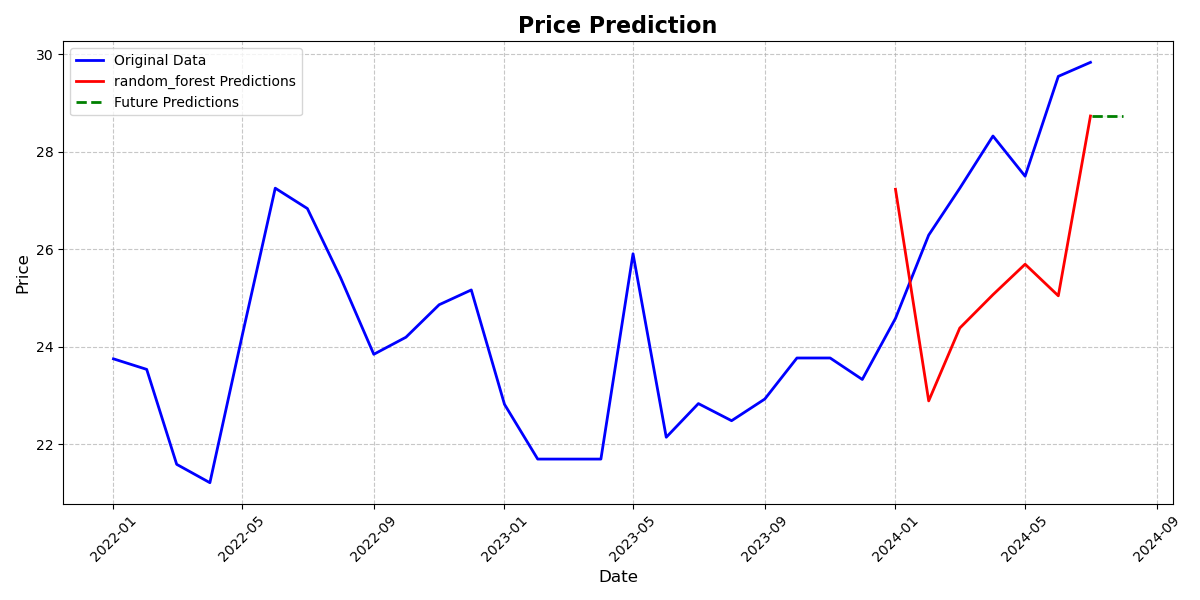 Price Prediction
Original Data
random_forest Predictions
Future Predictions
Price
30
28
26
24
22
2022-01
2022-05
2022-09
2023-01
2023-05
2023-09
2024-01
2024-05
2024-09
Date